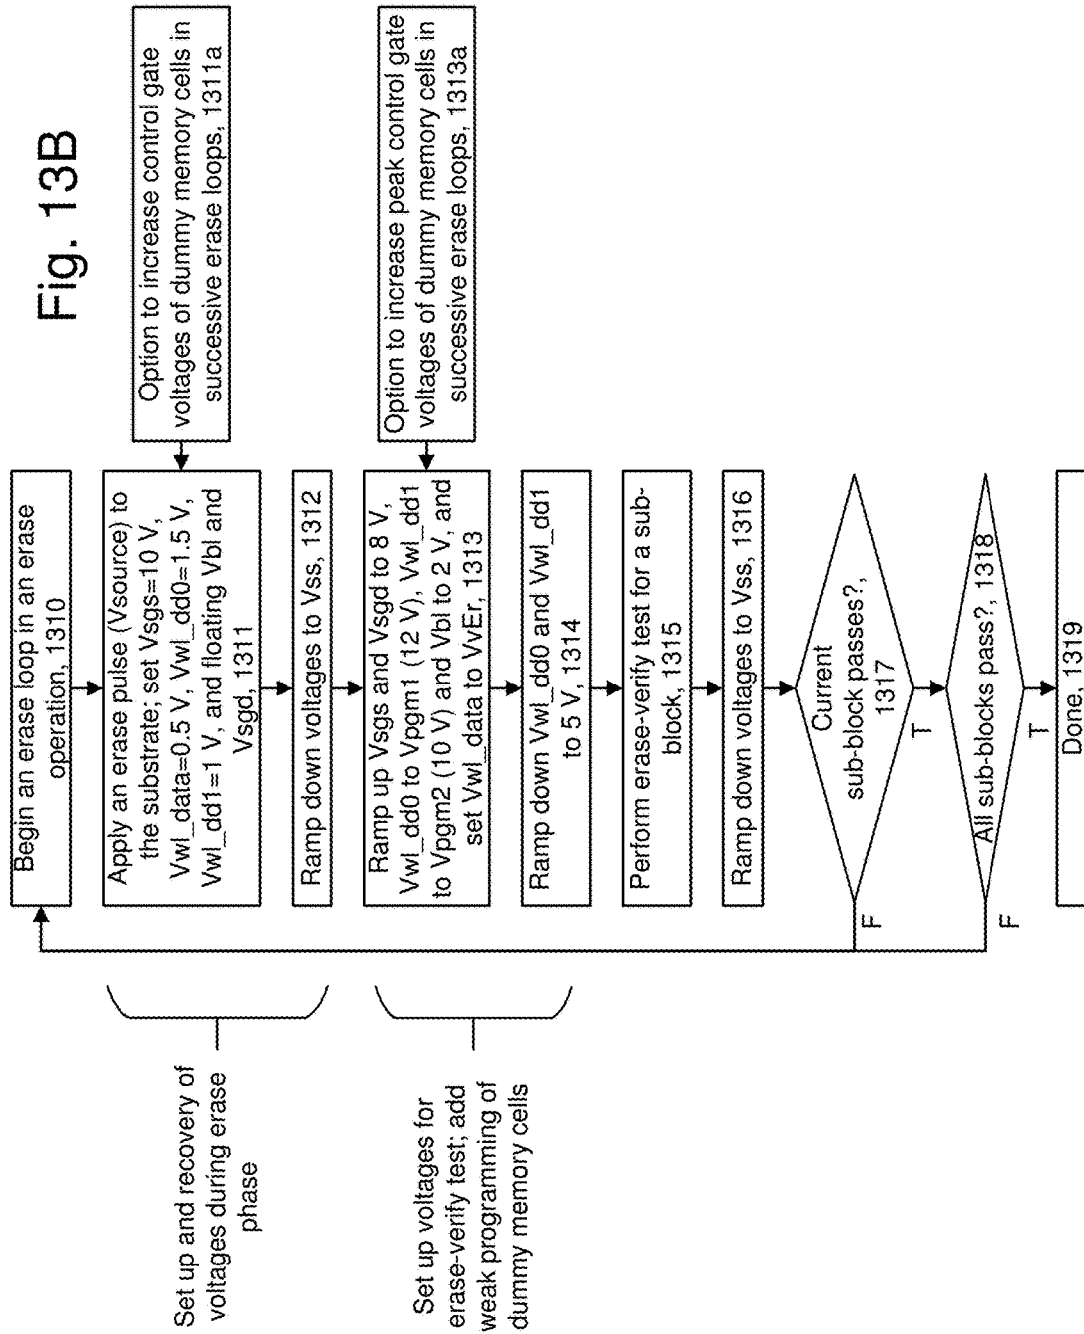 Fig. 13B
Begin an erase loop in an erase
operation, 1310
Apply an erase pulse (Vsource) to
the substrate; set Vsgs=10 V,
Vwl_data=0.5 V, Vwl_dd0=1.5 V,
Vwl_dd1=1 V, and floating Vbl and
Vsgd, 1311
Option to increase control gate
voltages of dummy memory cells in
successive erase loops, 1311a
Ramp down voltages to Vss, 1312
Set up and recovery of
voltages during erase
phase
Ramp up Vsgs and Vsgd to 8 V,
Vwl_dd0 to Vpgm1 (12 V), Vwl_dd1
to Vpgm2 (10 V) and Vbl to 2 V, and
set Vwl_data to VvEr, 1313
Option to increase peak control gate
voltages of dummy memory cells in
successive erase loops, 1313a
Ramp down Vwl_dd0 and Vwl_dd1
to 5 V, 1314
Set up voltages for
erase-verify test; add
weak programming of
dummy memory cells
Perform erase-verify test for a sub-
block, 1315
Ramp down voltages to Vss, 1316
Current
sub-block passes?,
1317
F
T
All sub-blocks pass?, 1318
F
T
Done, 1319